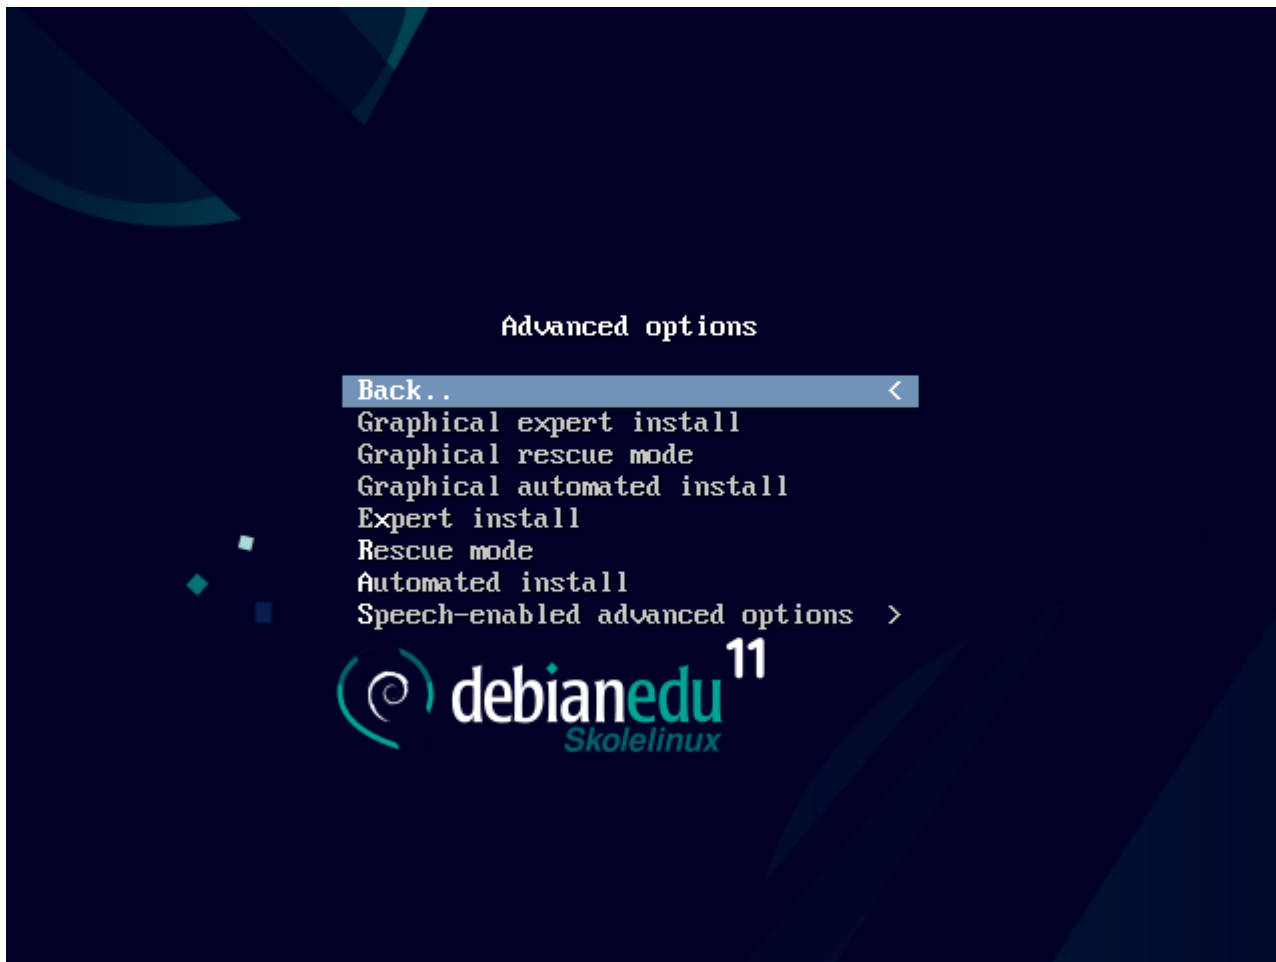 Advanced options
Back.. <
Graphical expert install
Graphical rescue mode
Graphical automated install
Expert install
Rescue mode
Automated install
Speech-enabled advanced options >
debianedu 11
Skolelinux